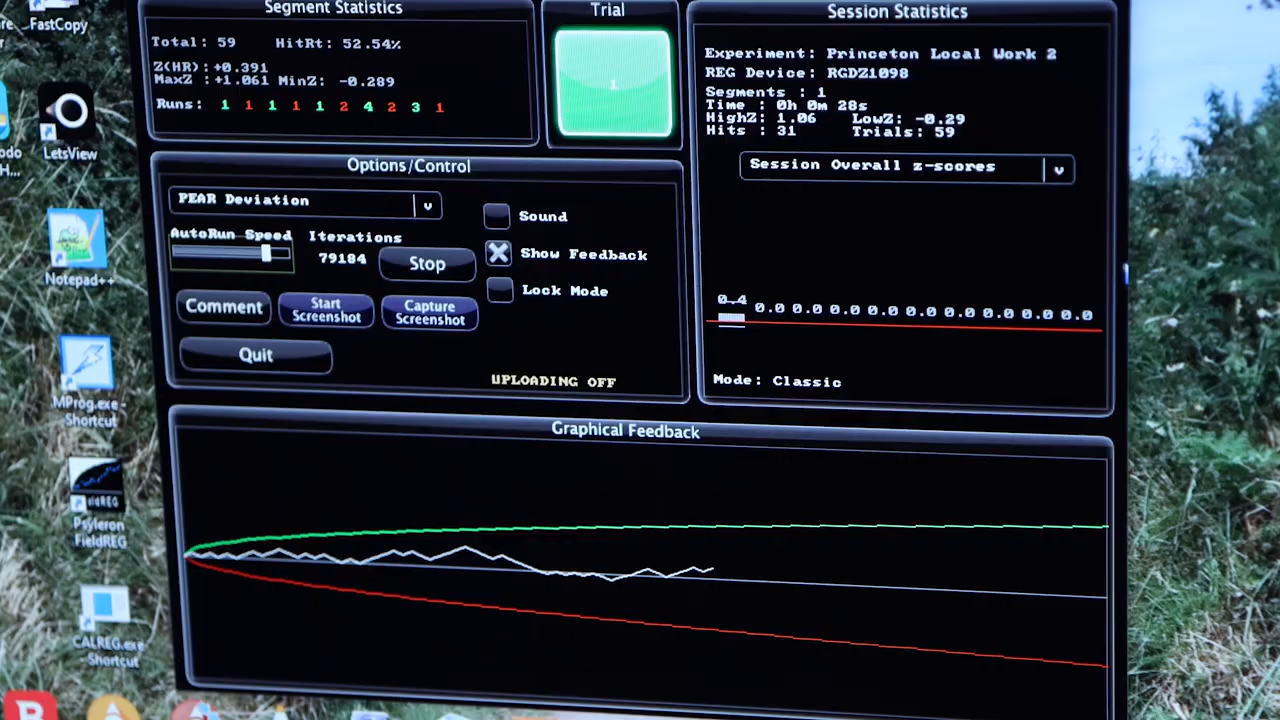 FastCopy
LetsView
Notepad++
MProg.exe -
Shortcut
Psyleron
FieldREG
CALREG.exe
- Shortcut
Segment Statistics
Total: 59 HitRt: 52.54%
Z(HR): +0.391
MaxZ : +1.061 MinZ: -0.289
Runs: 1 1 1 1 1 2 4 2 3 1
Trial
1
Session Statistics
Experiment: Princeton Local Work 2
REG Device: RGDZ1098
Segments : 1
Time : 0h 0m 28s
HighZ: 1.06 LowZ: -0.29
Hits : 31 Trials: 59
Session Overall z-scores v
0.4 0.0 0.0 0.0 0.0 0.0 0.0 0.0 0.0 0.0
Mode: Classic
Options/Control
PEAR Deviation v
AutoRun Speed Iterations
79184
Stop
Sound
Show Feedback
Lock Mode
Comment
Start
Screenshot
Capture
Screenshot
Quit
UPLOADING OFF
Graphical Feedback